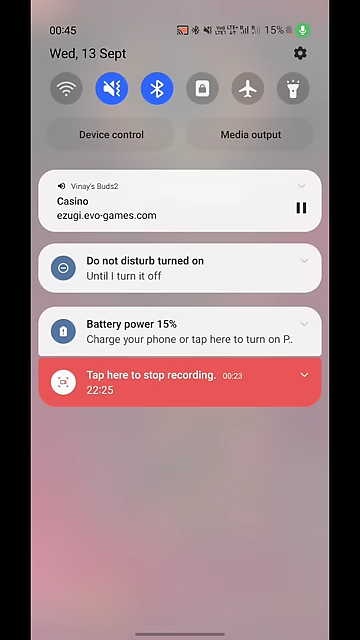 00:45
15%
Wed, 13 Sept
Device control
Media output
Vinay's Buds2
Casino
ezugi.evo-games.com
Do not disturb turned on
Until I turn it off
Battery power 15%
Charge your phone or tap here to turn on P..
Tap here to stop recording. 00:23
22:25